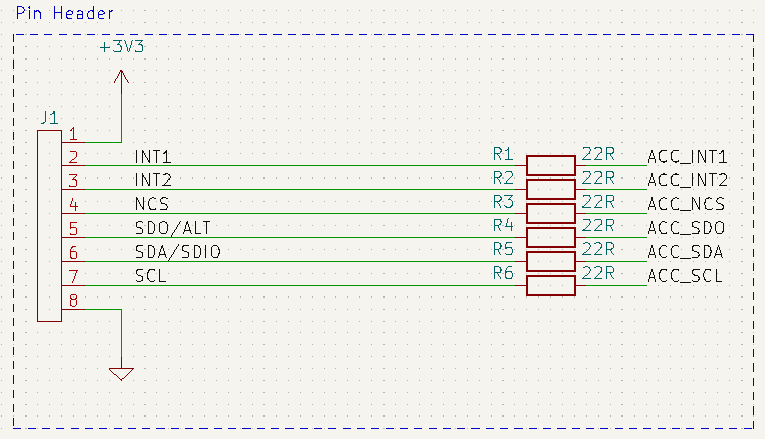 Pin Header
+3V3
J1
1
2 INT1 R1 22R ACC_INT1
3 INT2 R2 22R ACC_INT2
4 NCS R3 22R ACC_NCS
5 SDO/ALT R4 22R ACC_SDO
6 SDA/SDIO R5 22R ACC_SDA
7 SCL R6 22R ACC_SCL
8